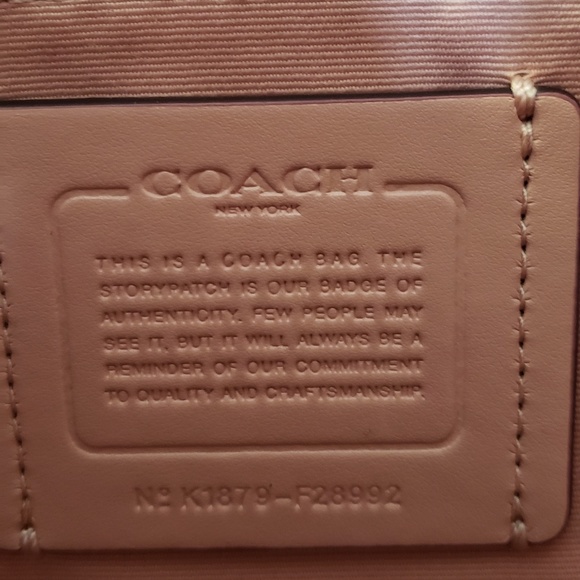 COACH
NEW YORK
THIS IS A COACH BAG. THE
STORYPATCH IS OUR BADGE OF
AUTHENTICITY. FEW PEOPLE MAY
SEE IT, BUT IT WILL ALWAYS BE A
REMINDER OF OUR COMMITMENT
TO QUALITY AND CRAFTSMANSHIP.
Nº K1879-F28992